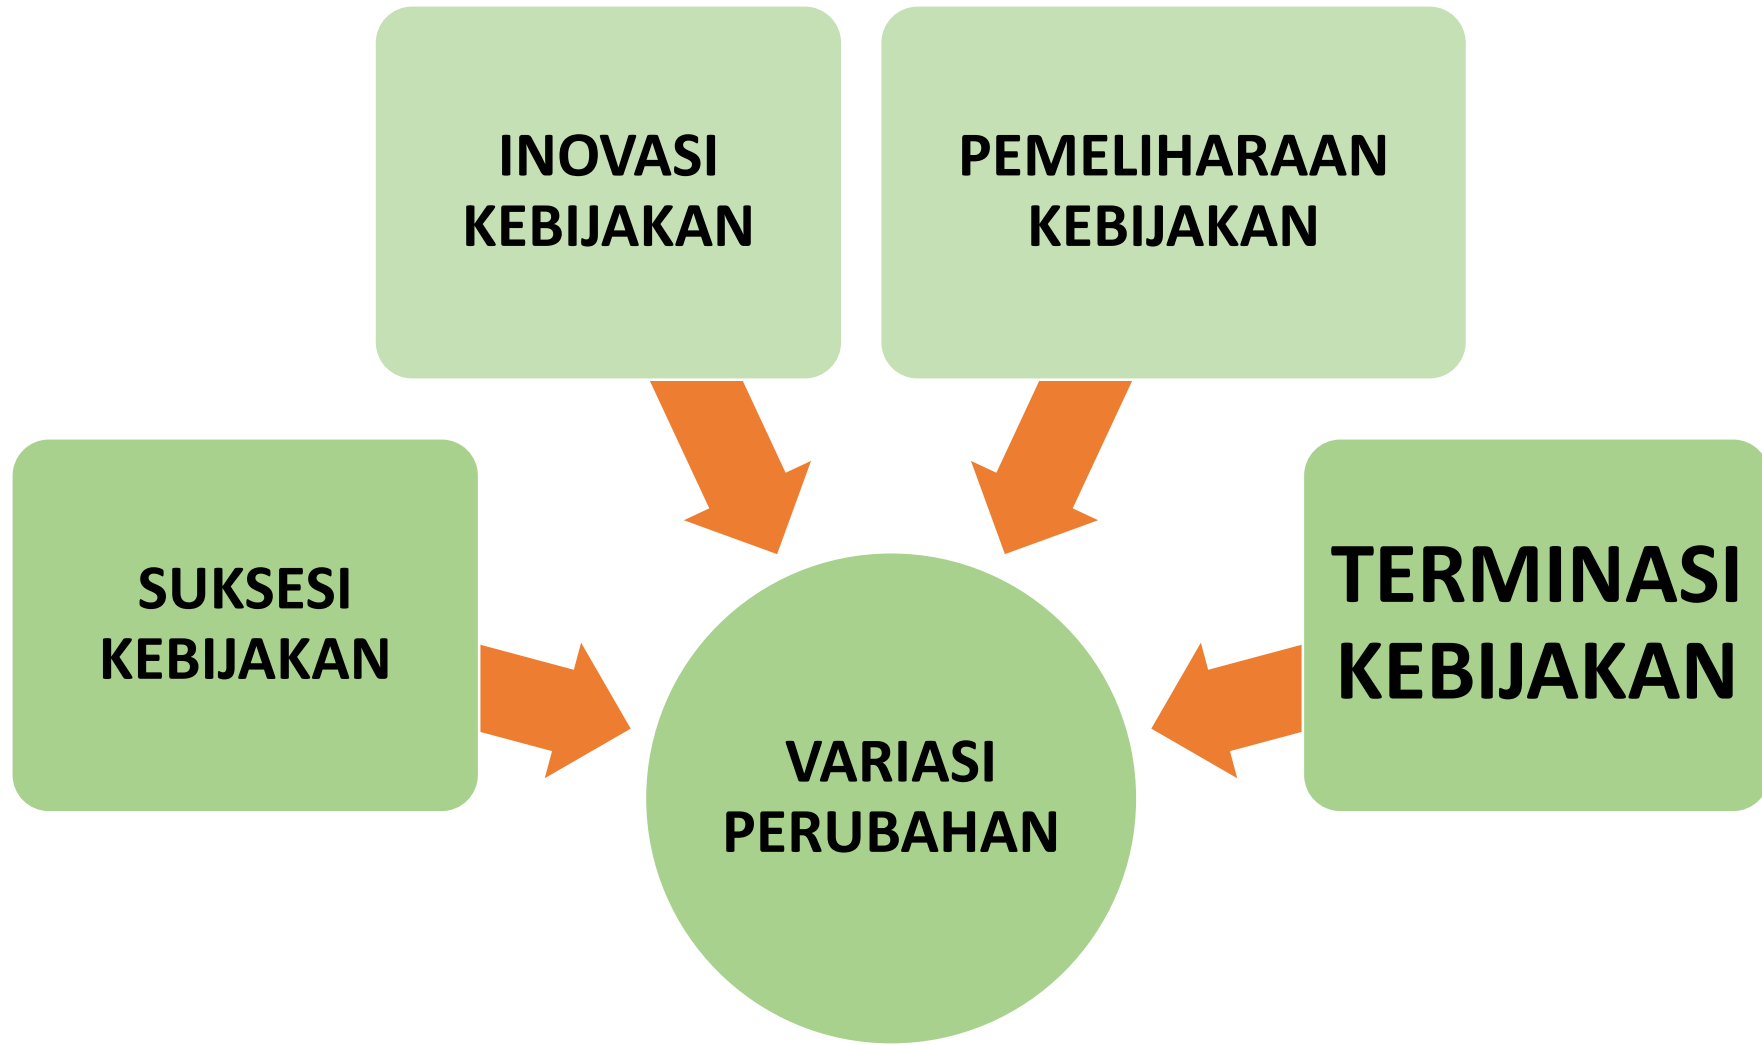 INOVASI
KEBIJAKAN
PEMELIHARAAN
KEBIJAKAN
SUKSESI
KEBIJAKAN
TERMINASI
KEBIJAKAN
VARIASI
PERUBAHAN